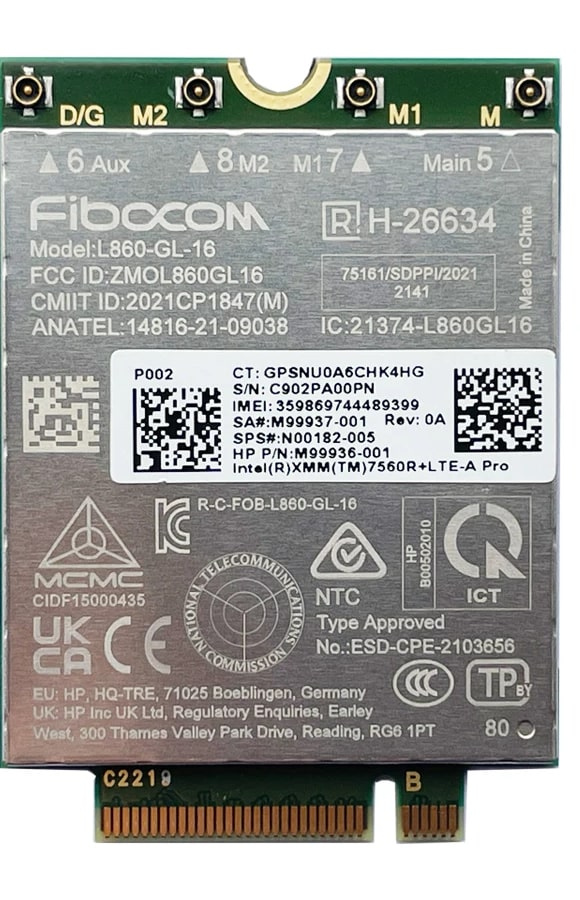 D/G M2 M1 M
6 Aux 8 M2 M1 7 Main 5
Fibocom
R H-26634
Model:L860-GL-16
FCC ID:ZMOL860GL16
75161/SDPPI/2021
2141
Made in China
CMIIT ID:2021CP1847(M)
ANATEL:14816-21-09038 IC:21374-L860GL16
P002
CT: GPSNU0A6CHK4HG
S/N: C902PA00PN
IMEI: 359869744489399
SA#:M99937-001 Rev: 0A
SPS#:N00182-005
HP P/N:M99936-001
Intel(R)XMM(TM)7560R+LTE-A Pro
R-C-FOB-L860-GL-16
MCMC
CIDF15000435
NATIONAL TELECOMMUNICATIONS COMMISSION
NTC
Type Approved
No.:ESD-CPE-2103656
HP
B00502010
ICT
UK
CA CE
CCC
TP BY
EU: HP, HQ-TRE, 71025 Boeblingen, Germany
UK: HP Inc UK Ltd, Regulatory Enquiries, Earley
West, 300 Thames Valley Park Drive, Reading, RG6 1PT
80
C2219 B